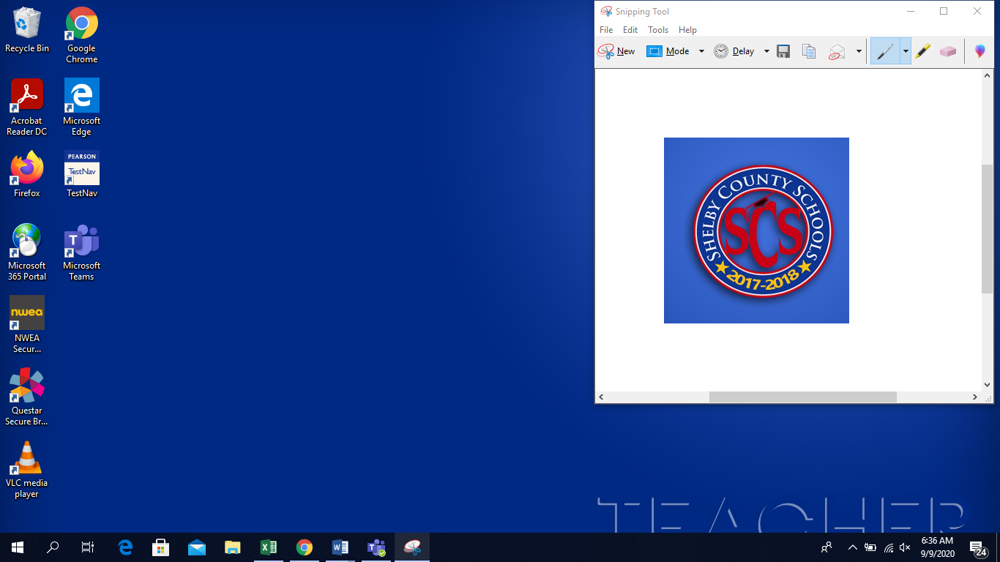 Recycle Bin
Google
Chrome
Acrobat
Reader DC
Microsoft
Edge
Firefox
PEARSON
TestNav
TestNav
Microsoft
365 Portal
T
Microsoft
Teams
nwea
NWEA
Secur...
Questar
Secure Br...
VLC media
player
Snipping Tool
File Edit Tools Help
New Mode Delay
SHELBY COUNTY SCHOOLS
SCS
2017-2018
TEACHER
6:36 AM
9/9/2020
24